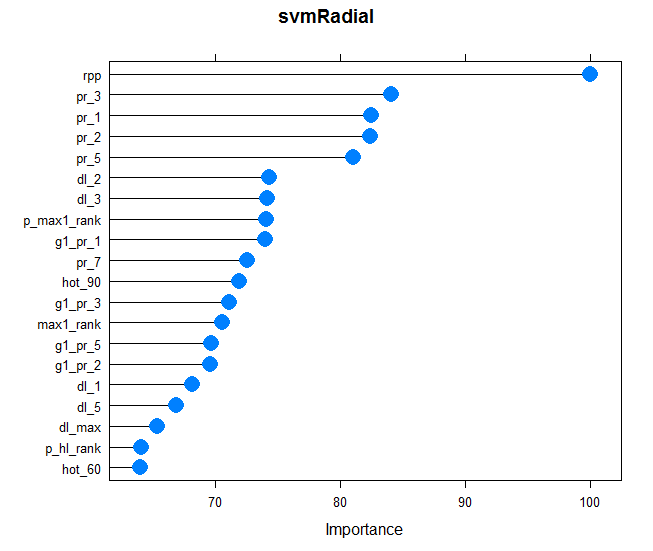 svmRadial
rpp
pr_3
pr_1
pr_2
pr_5
dl_2
dl_3
p_max1_rank
g1_pr_1
pr_7
hot_90
g1_pr_3
max1_rank
g1_pr_5
g1_pr_2
dl_1
dl_5
dl_max
p_hl_rank
hot_60
70 80 90 100
Importance